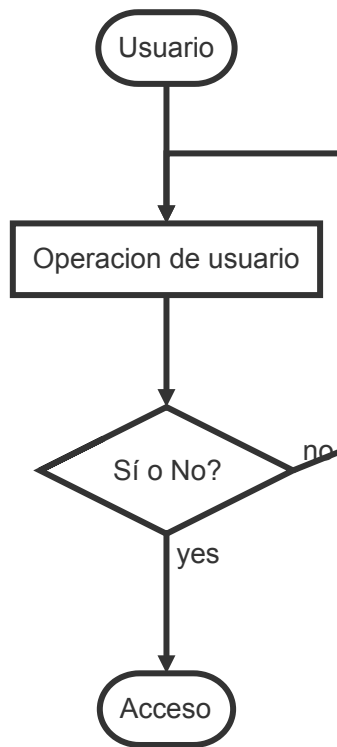 Usuario
Operacion de usuario
Sí o No?
no
yes
Acceso